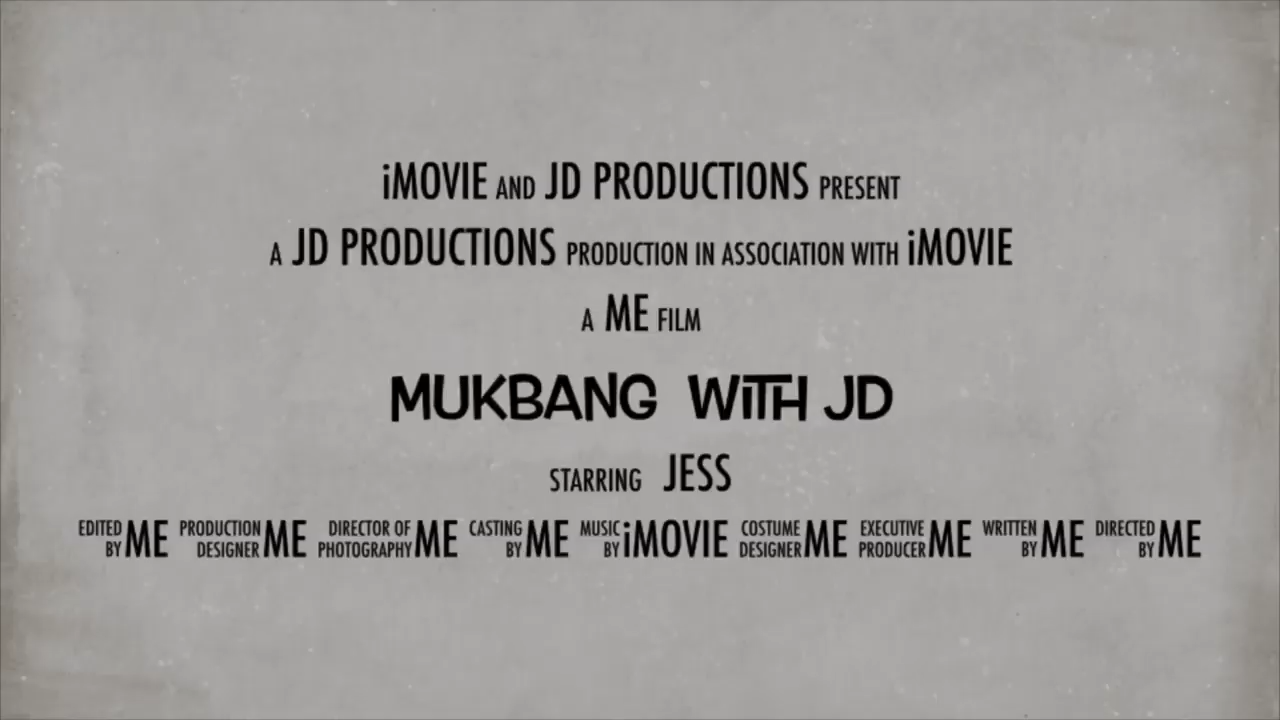 iMOVIE AND JD PRODUCTIONS PRESENT
A JD PRODUCTIONS PRODUCTION IN ASSOCIATION WITH iMOVIE
A ME FILM
MUKBANG WiTH JD
STARRING JESS
EDITED BY ME PRODUCTION DESIGNER ME DIRECTOR OF PHOTOGRAPHY ME CASTING BY ME MUSIC BY iMOVIE COSTUME DESIGNER ME EXECUTIVE PRODUCER ME WRITTEN BY ME DIRECTED BY ME